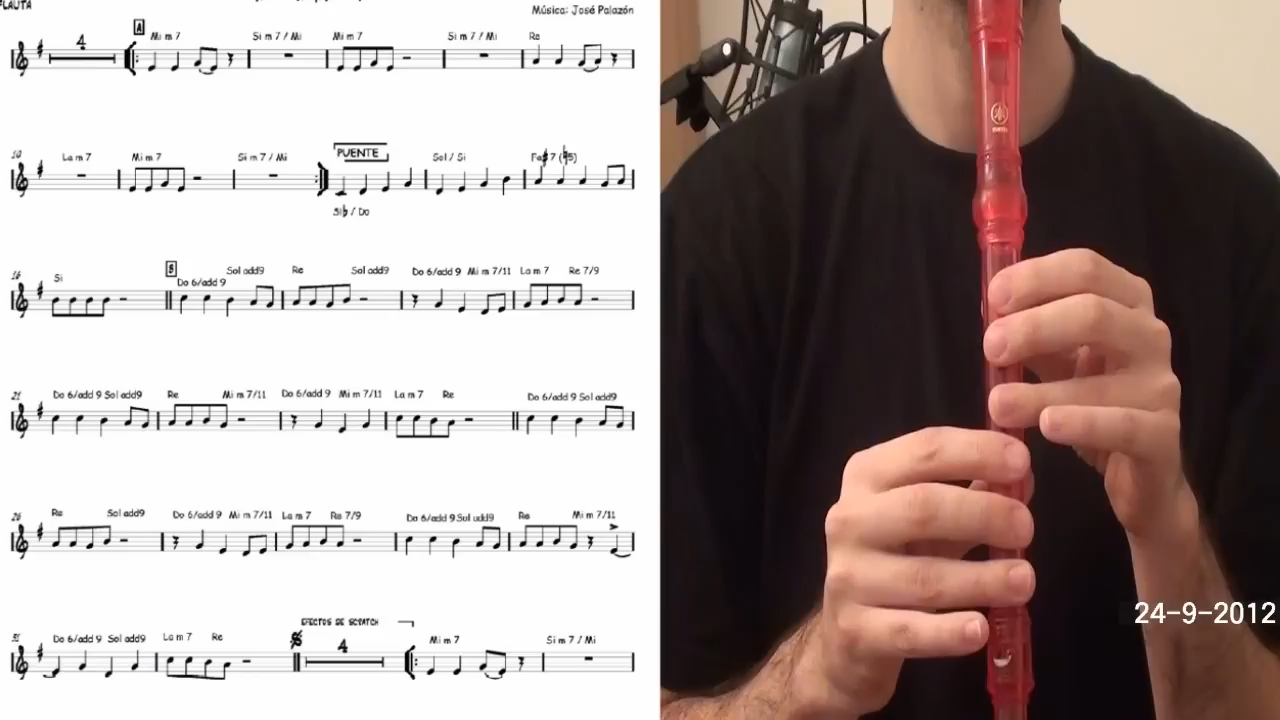 FLAUTA
Música: José Palazón
4 A Mi m 7 Si m 7 / Mi Mi m 7 Si m 7 / Mi Re
10 La m 7 Mi m 7 Si m 7 / Mi PUENTE Sol / Si Fa#7 (♮5)
Si♭ / Do
16 Si B Do 6/add 9 Sol add9 Re Sol add9 Do 6/add 9 Mi m 7/11 La m 7 Re 7/9
21 Do 6/add 9 Sol add9 Re Mi m 7/11 Do 6/add 9 Mi m 7/11 La m 7 Re Do 6/add 9 Sol add9
26 Re Sol add9 Do 6/add 9 Mi m 7/11 La m 7 Re 7/9 Do 6/add 9 Sol add9 Re Mi m 7/11
EFECTOS DE SCRATCH
31 Do 6/add 9 Sol add9 La m 7 Re 4 Mi m 7 Si m 7 / Mi
24-9-2012